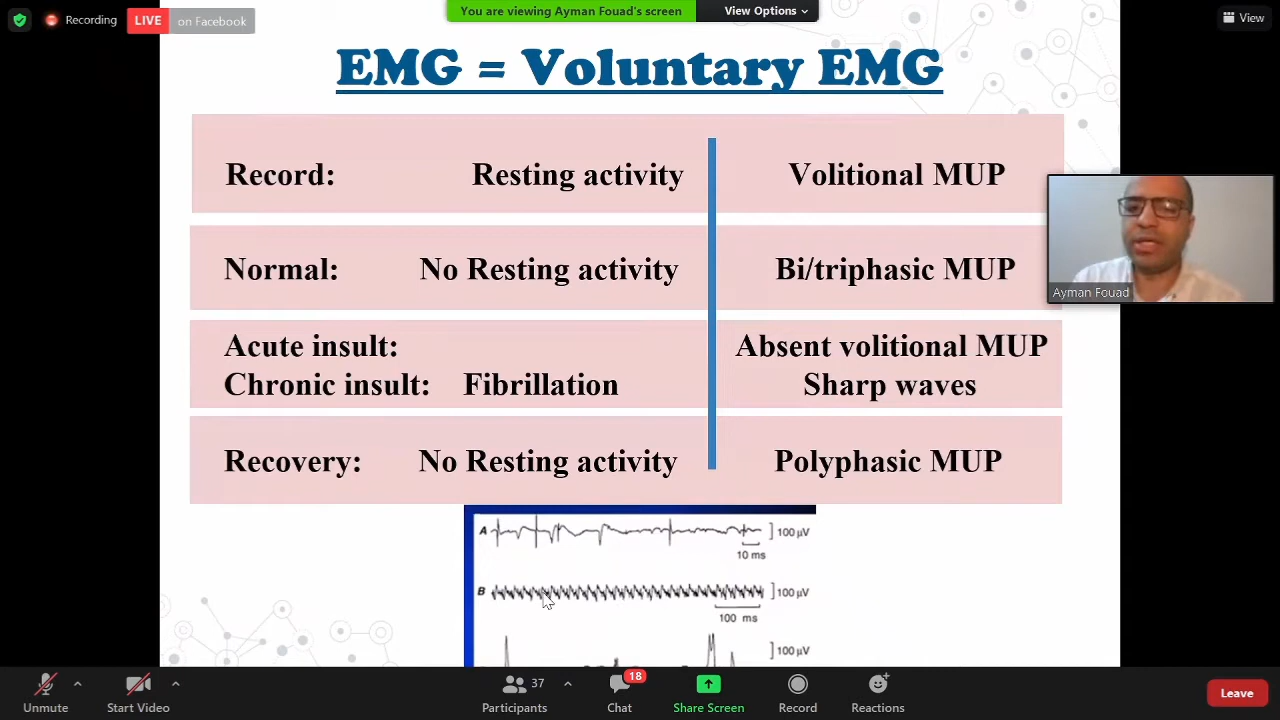 Recording
LIVE on Facebook
You are viewing Ayman Fouad's screen
View Options
View
EMG = Voluntary EMG
Record: Resting activity Volitional MUP
Normal: No Resting activity Bi/triphasic MUP
Ayman Fouad
Acute insult: Absent volitional MUP
Chronic insult: Fibrillation Sharp waves
Recovery: No Resting activity Polyphasic MUP
A 100 µV
10 ms
B 100 µV
100 ms
100 µV
Unmute
Start Video
37
Participants
18
Chat
Share Screen
Record
Reactions
Leave